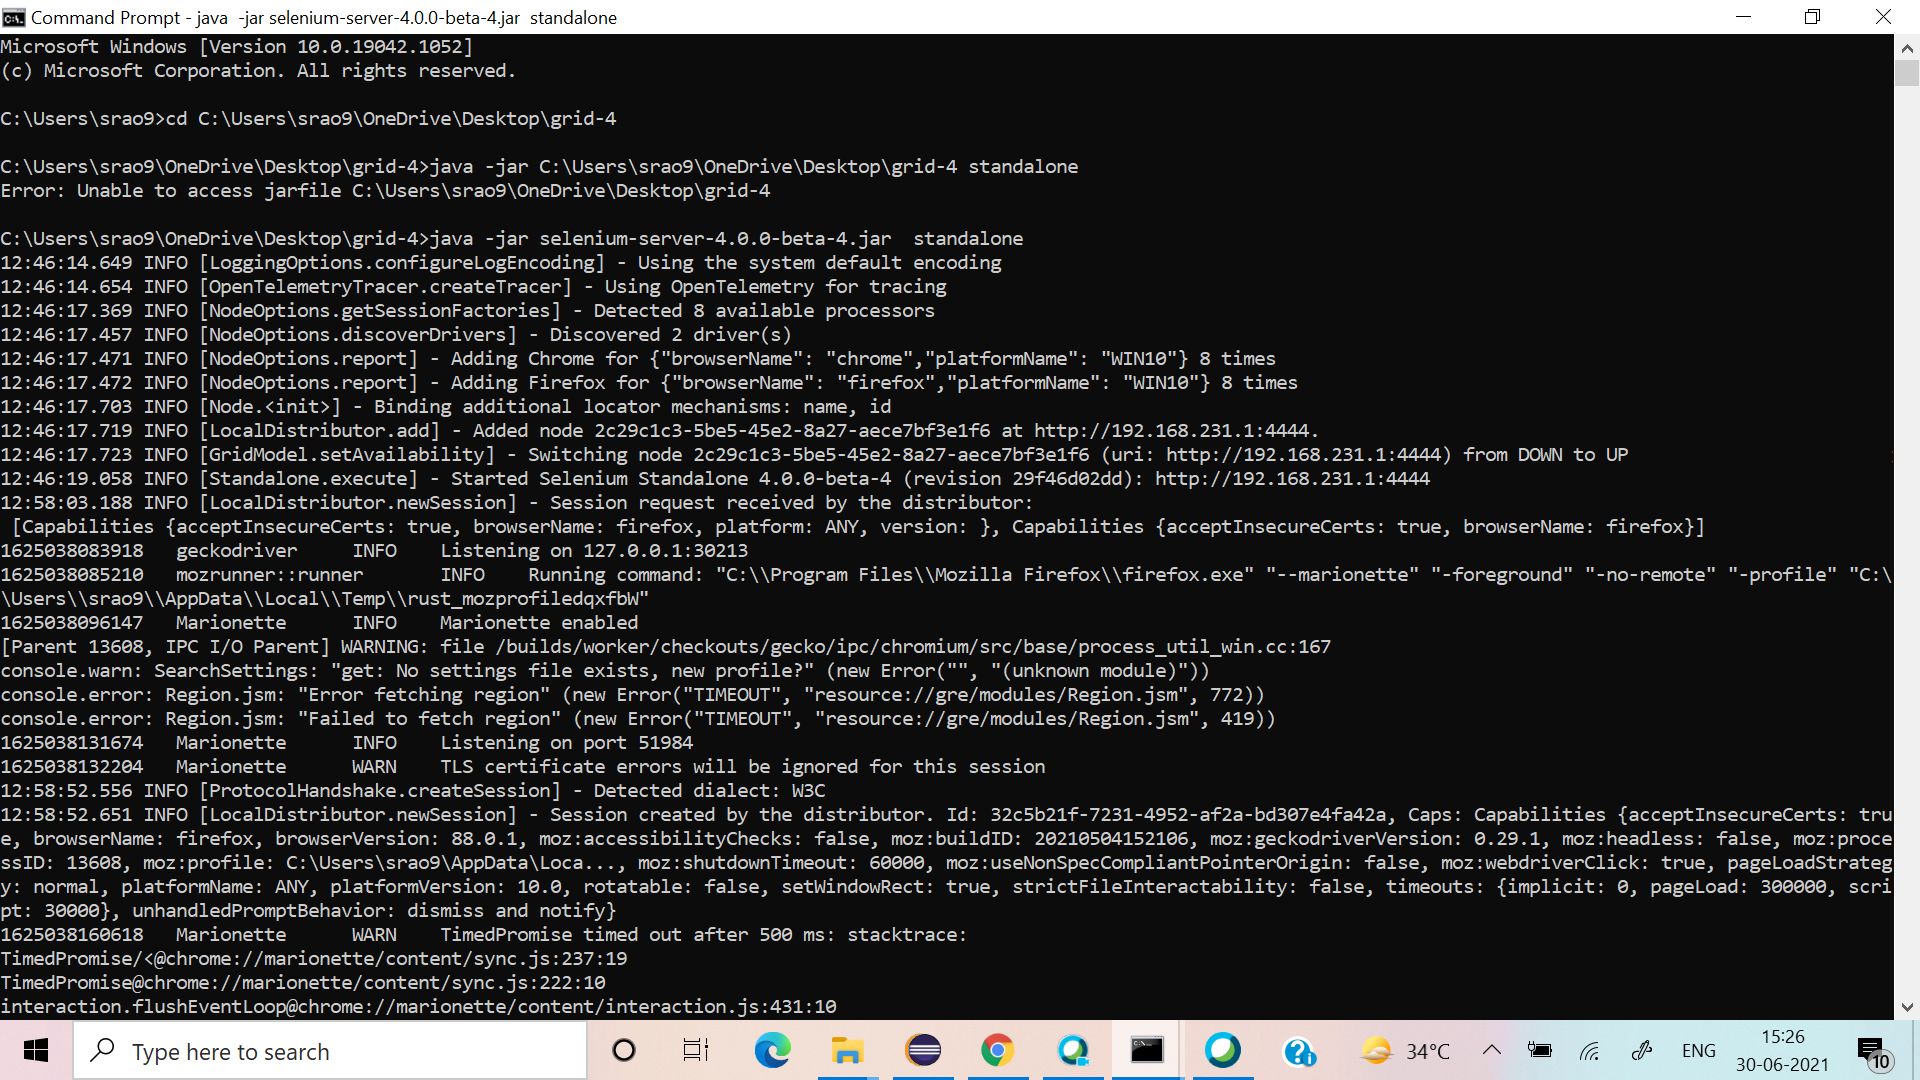 Command Prompt - java  -jar selenium-server-4.0.0-beta-4.jar  standalone
Microsoft Windows [Version 10.0.19042.1052]
(c) Microsoft Corporation. All rights reserved.
C:\Users\srao9>cd C:\Users\srao9\OneDrive\Desktop\grid-4
C:\Users\srao9\OneDrive\Desktop\grid-4>java -jar C:\Users\srao9\OneDrive\Desktop\grid-4 standalone
Error: Unable to access jarfile C:\Users\srao9\OneDrive\Desktop\grid-4
C:\Users\srao9\OneDrive\Desktop\grid-4>java -jar selenium-server-4.0.0-beta-4.jar  standalone
12:46:14.649 INFO [LoggingOptions.configureLogEncoding] - Using the system default encoding
12:46:14.654 INFO [OpenTelemetryTracer.createTracer] - Using OpenTelemetry for tracing
12:46:17.369 INFO [NodeOptions.getSessionFactories] - Detected 8 available processors
12:46:17.457 INFO [NodeOptions.discoverDrivers] - Discovered 2 driver(s)
12:46:17.471 INFO [NodeOptions.report] - Adding Chrome for {"browserName": "chrome","platformName": "WIN10"} 8 times
12:46:17.472 INFO [NodeOptions.report] - Adding Firefox for {"browserName": "firefox","platformName": "WIN10"} 8 times
12:46:17.703 INFO [Node.<init>] - Binding additional locator mechanisms: name, id
12:46:17.719 INFO [LocalDistributor.add] - Added node 2c29c1c3-5be5-45e2-8a27-aece7bf3e1f6 at http://192.168.231.1:4444.
12:46:17.723 INFO [GridModel.setAvailability] - Switching node 2c29c1c3-5be5-45e2-8a27-aece7bf3e1f6 (uri: http://192.168.231.1:4444) from DOWN to UP
12:46:19.058 INFO [Standalone.execute] - Started Selenium Standalone 4.0.0-beta-4 (revision 29f46d02dd): http://192.168.231.1:4444
12:58:03.188 INFO [LocalDistributor.newSession] - Session request received by the distributor:
 [Capabilities {acceptInsecureCerts: true, browserName: firefox, platform: ANY, version: }, Capabilities {acceptInsecureCerts: true, browserName: firefox}]
1625038083918   geckodriver     INFO    Listening on 127.0.0.1:30213
1625038085210   mozrunner::runner       INFO    Running command: "C:\\Program Files\\Mozilla Firefox\\firefox.exe" "--marionette" "-foreground" "-no-remote" "-profile" "C:\
\Users\\srao9\\AppData\\Local\\Temp\\rust_mozprofiledqxfbW"
1625038096147   Marionette      INFO    Marionette enabled
[Parent 13608, IPC I/O Parent] WARNING: file /builds/worker/checkouts/gecko/ipc/chromium/src/base/process_util_win.cc:167
console.warn: SearchSettings: "get: No settings file exists, new profile?" (new Error("", "(unknown module)"))
console.error: Region.jsm: "Error fetching region" (new Error("TIMEOUT", "resource://gre/modules/Region.jsm", 772))
console.error: Region.jsm: "Failed to fetch region" (new Error("TIMEOUT", "resource://gre/modules/Region.jsm", 419))
1625038131674   Marionette      INFO    Listening on port 51984
1625038132204   Marionette      WARN    TLS certificate errors will be ignored for this session
12:58:52.556 INFO [ProtocolHandshake.createSession] - Detected dialect: W3C
12:58:52.651 INFO [LocalDistributor.newSession] - Session created by the distributor. Id: 32c5b21f-7231-4952-af2a-bd307e4fa42a, Caps: Capabilities {acceptInsecureCerts: tru
e, browserName: firefox, browserVersion: 88.0.1, moz:accessibilityChecks: false, moz:buildID: 20210504152106, moz:geckodriverVersion: 0.29.1, moz:headless: false, moz:proce
ssID: 13608, moz:profile: C:\Users\srao9\AppData\Loca..., moz:shutdownTimeout: 60000, moz:useNonSpecCompliantPointerOrigin: false, moz:webdriverClick: true, pageLoadStrateg
y: normal, platformName: ANY, platformVersion: 10.0, rotatable: false, setWindowRect: true, strictFileInteractability: false, timeouts: {implicit: 0, pageLoad: 300000, scri
pt: 30000}, unhandledPromptBehavior: dismiss and notify}
1625038160618   Marionette      WARN    TimedPromise timed out after 500 ms: stacktrace:
TimedPromise/<@chrome://marionette/content/sync.js:237:19
TimedPromise@chrome://marionette/content/sync.js:222:10
interaction.flushEventLoop@chrome://marionette/content/interaction.js:431:10
Type here to search
34°C
ENG
15:26
30-06-2021
10